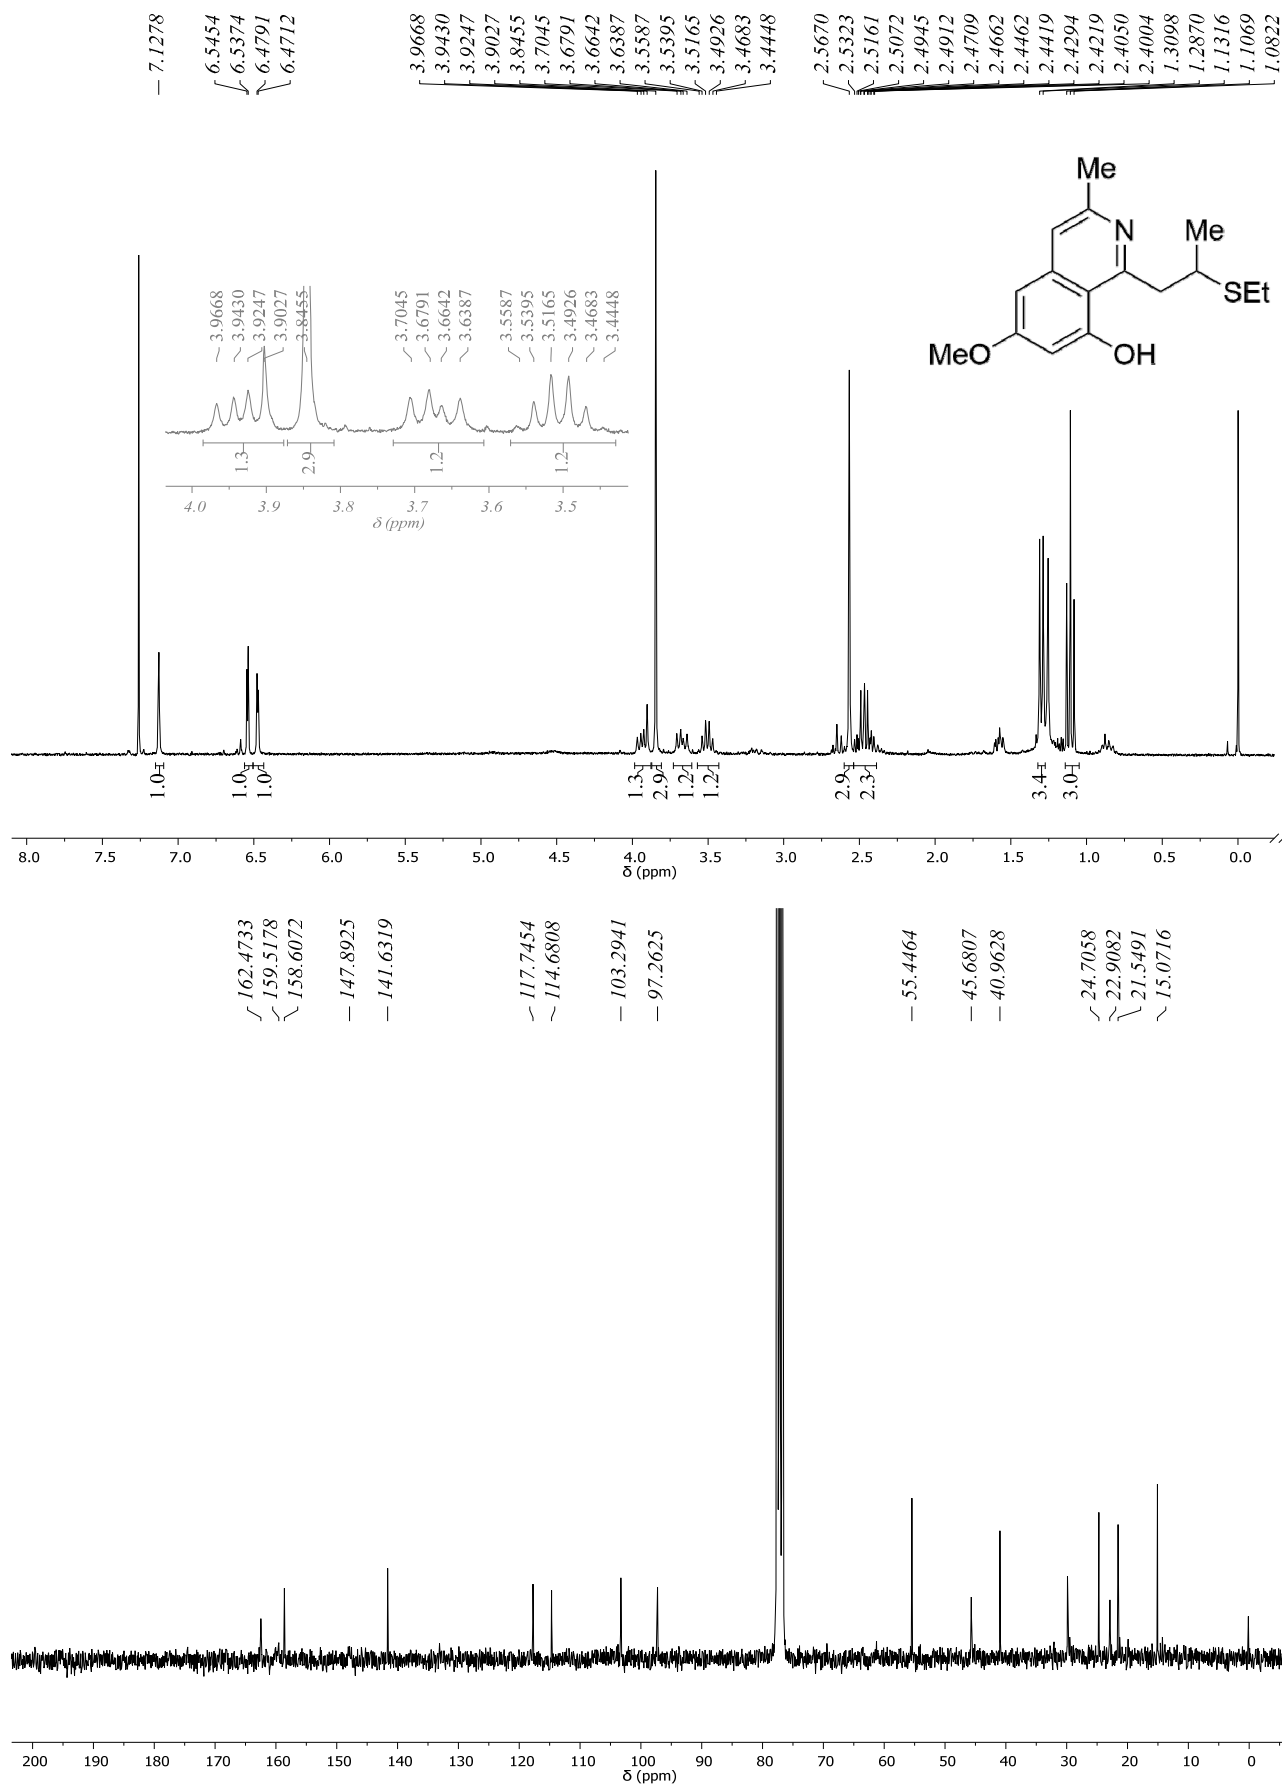 7.1278 6.5454 6.5374 6.4791 6.4712 3.9668 3.9430 3.9247 3.9027 3.8455 3.7045 3.6791 3.6642 3.6387 3.5587 3.5395 3.5165 3.4926 3.4683 3.4448 2.5670 2.5323 2.5161 2.5072 2.4945 2.4912 2.4709 2.4662 2.4462 2.4419 2.4294 2.4219 2.4050 2.4004 1.3098 1.2870 1.1316 1.1069 1.0822
Me
N
Me
SEt
MeO
OH
3.9668 3.9430 3.9247 3.9027 3.8455 3.7045 3.6791 3.6642 3.6387 3.5587 3.5395 3.5165 3.4926 3.4683 3.4448
1.3 2.9 1.2 1.2
4.0 3.9 3.8 3.7 3.6 3.5
δ (ppm)
1.0 1.0 1.0 1.3 2.9 1.2 1.2 2.9 2.3 3.4 3.0
8.0 7.5 7.0 6.5 6.0 5.5 5.0 4.5 4.0 3.5 3.0 2.5 2.0 1.5 1.0 0.5 0.0
δ (ppm)
162.4733 159.5178 158.6072 147.8925 141.6319 117.7454 114.6808 103.2941 97.2625 55.4464 45.6807 40.9628 24.7058 22.9082 21.5491 15.0716
200 190 180 170 160 150 140 130 120 110 100 90 80 70 60 50 40 30 20 10 0
δ (ppm)